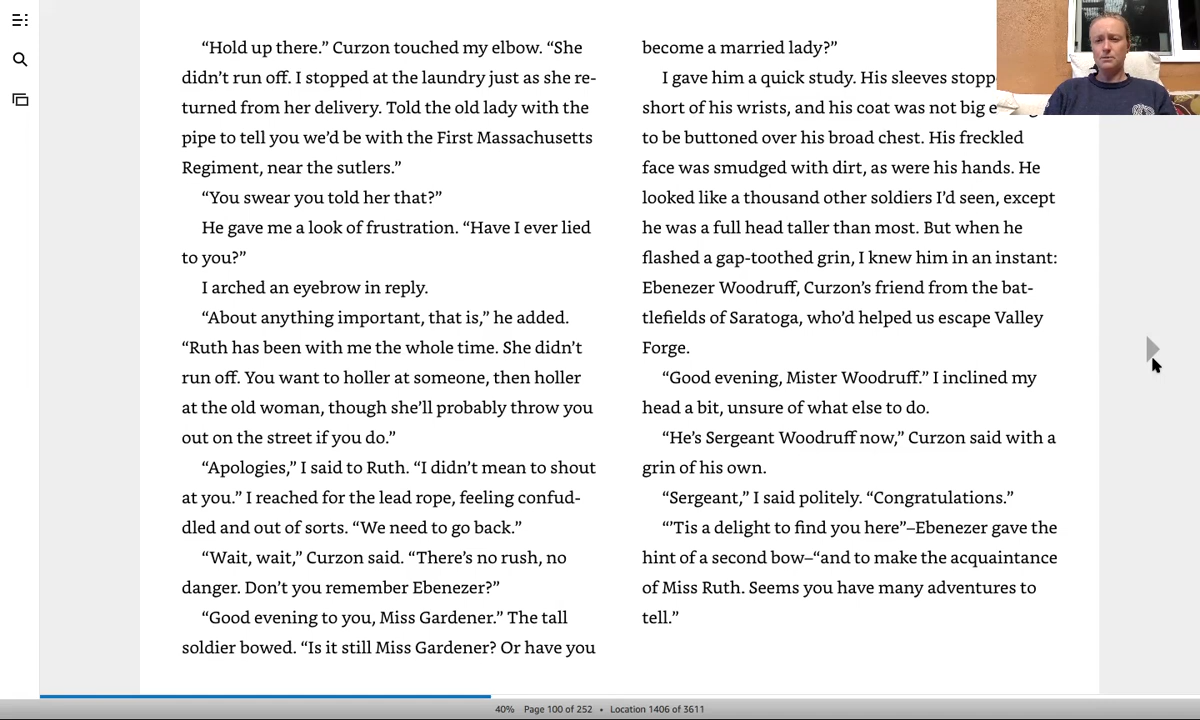 “Hold up there.” Curzon touched my elbow. “She
didn’t run off. I stopped at the laundry just as she re-
turned from her delivery. Told the old lady with the
pipe to tell you we’d be with the First Massachusetts
Regiment, near the sutlers.”
“You swear you told her that?”
He gave me a look of frustration. “Have I ever lied
to you?”
I arched an eyebrow in reply.
“About anything important, that is,” he added.
“Ruth has been with me the whole time. She didn’t
run off. You want to holler at someone, then holler
at the old woman, though she’ll probably throw you
out on the street if you do.”
“Apologies,” I said to Ruth. “I didn’t mean to shout
at you.” I reached for the lead rope, feeling confud-
dled and out of sorts. “We need to go back.”
“Wait, wait,” Curzon said. “There’s no rush, no
danger. Don’t you remember Ebenezer?”
“Good evening to you, Miss Gardener.” The tall
soldier bowed. “Is it still Miss Gardener? Or have you
become a married lady?”
I gave him a quick study. His sleeves stopp
short of his wrists, and his coat was not big e
to be buttoned over his broad chest. His freckled
face was smudged with dirt, as were his hands. He
looked like a thousand other soldiers I’d seen, except
he was a full head taller than most. But when he
flashed a gap-toothed grin, I knew him in an instant:
Ebenezer Woodruff, Curzon’s friend from the bat-
tlefields of Saratoga, who’d helped us escape Valley
Forge.
“Good evening, Mister Woodruff.” I inclined my
head a bit, unsure of what else to do.
“He’s Sergeant Woodruff now,” Curzon said with a
grin of his own.
“Sergeant,” I said politely. “Congratulations.”
“’Tis a delight to find you here”–Ebenezer gave the
hint of a second bow–“and to make the acquaintance
of Miss Ruth. Seems you have many adventures to
tell.”
40% Page 100 of 252 • Location 1406 of 3611